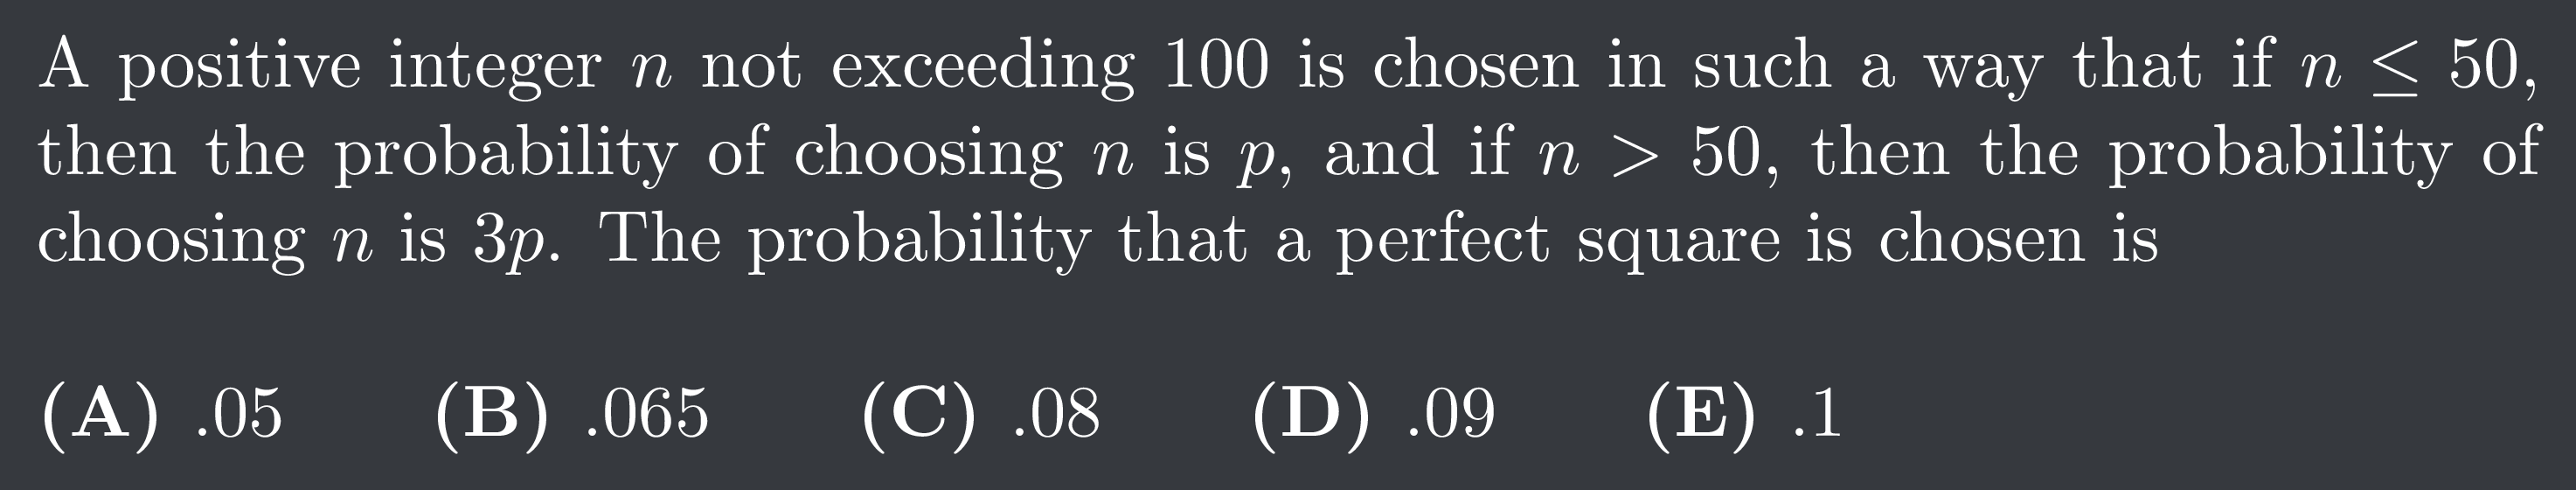 A positive integer n not exceeding 100 is chosen in such a way that if n ≤ 50,
then the probability of choosing n is p, and if n > 50, then the probability of
choosing n is 3p. The probability that a perfect square is chosen is
(A) .05 (B) .065 (C) .08 (D) .09 (E) .1